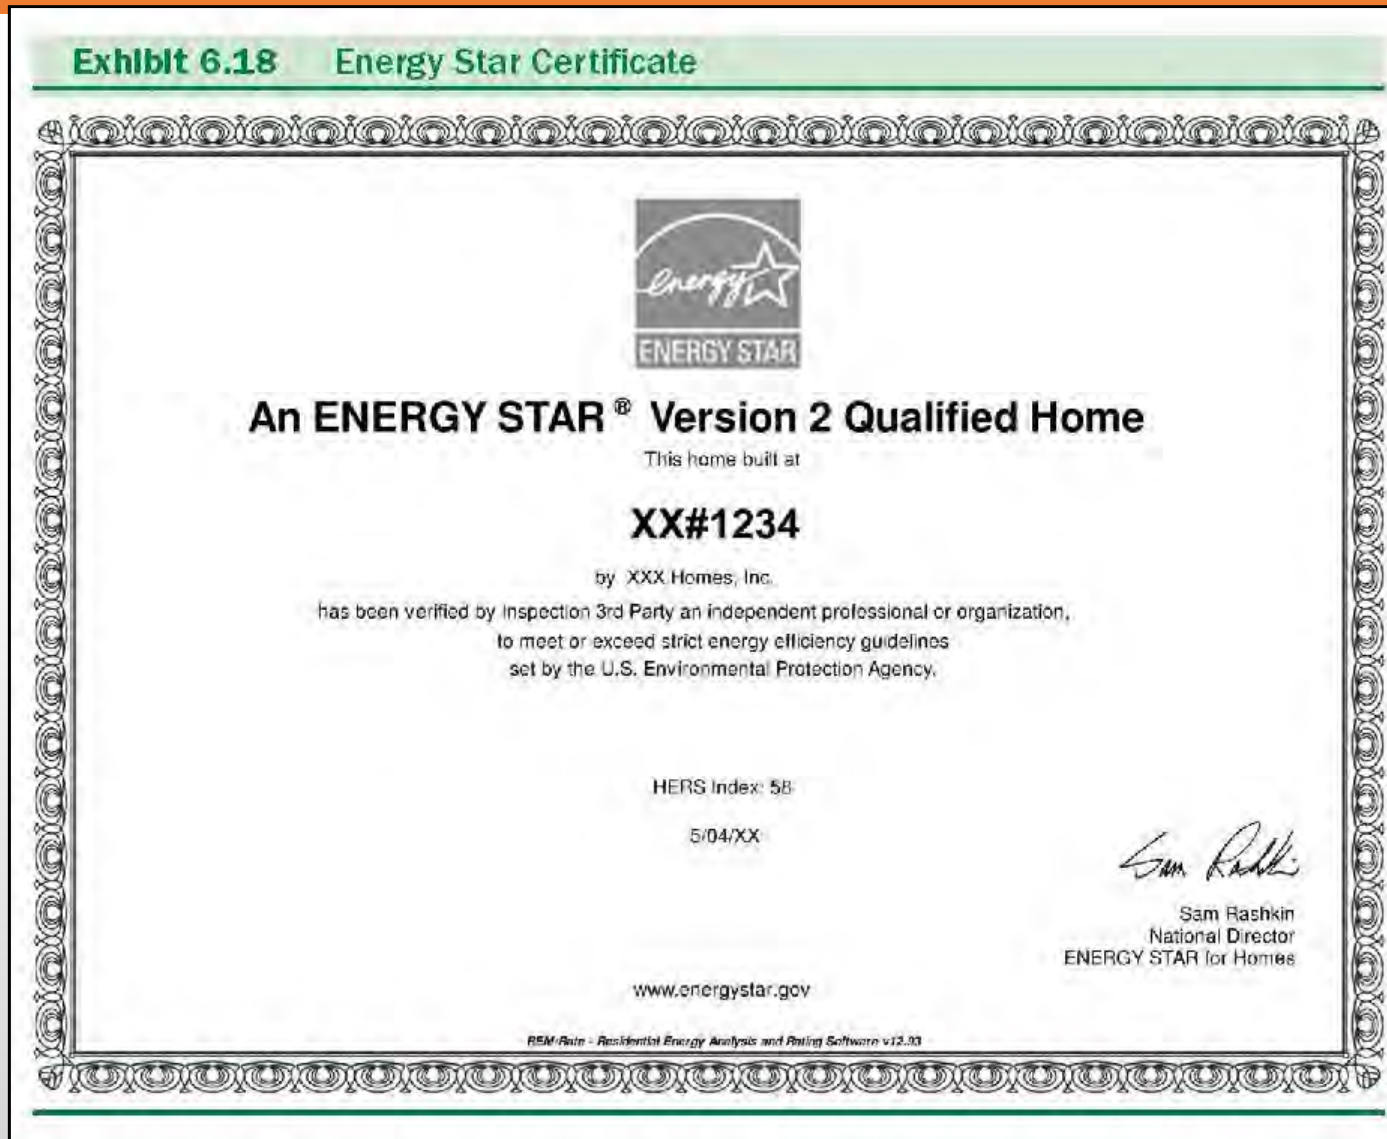 Exhibit 6.18 Energy Star Certificate
energy
ENERGY STAR
An ENERGY STAR® Version 2 Qualified Home
This home built at
XX#1234
by XXX Homes, Inc.
has been verified by Inspection 3rd Party an independent professional or organization,
to meet or exceed strict energy efficiency guidelines
set by the U.S. Environmental Protection Agency.
HERS Index: 58
5/04/XX
Sam Rashkin
Sam Rashkin
National Director
ENERGY STAR for Homes
www.energystar.gov
REM/Rate - Residential Energy Analysis and Rating Software v12.93